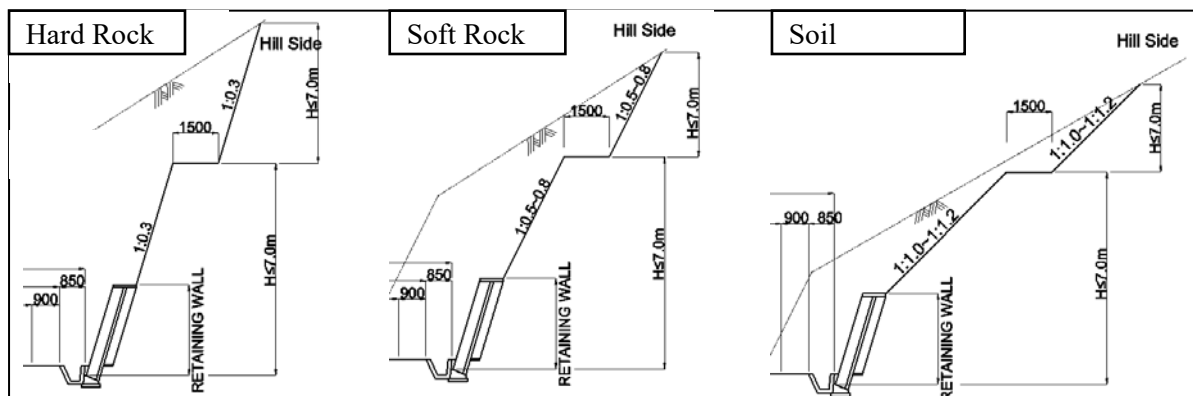 Hard Rock
Hill Side
1:0.3
H≤7.0m
1500
1:0.3
H≤7.0m
850
900
RETAINING WALL
Soft Rock
Hill Side
1:0.5~0.8
H≤7.0m
1500
1:0.5~0.8
H≤7.0m
850
900
RETAINING WALL
Soil
Hill Side
1500
1:1.0~1:1.2
H≤7.0m
900 850
1:1.0~1:1.2
H≤7.0m
RETAINING WALL